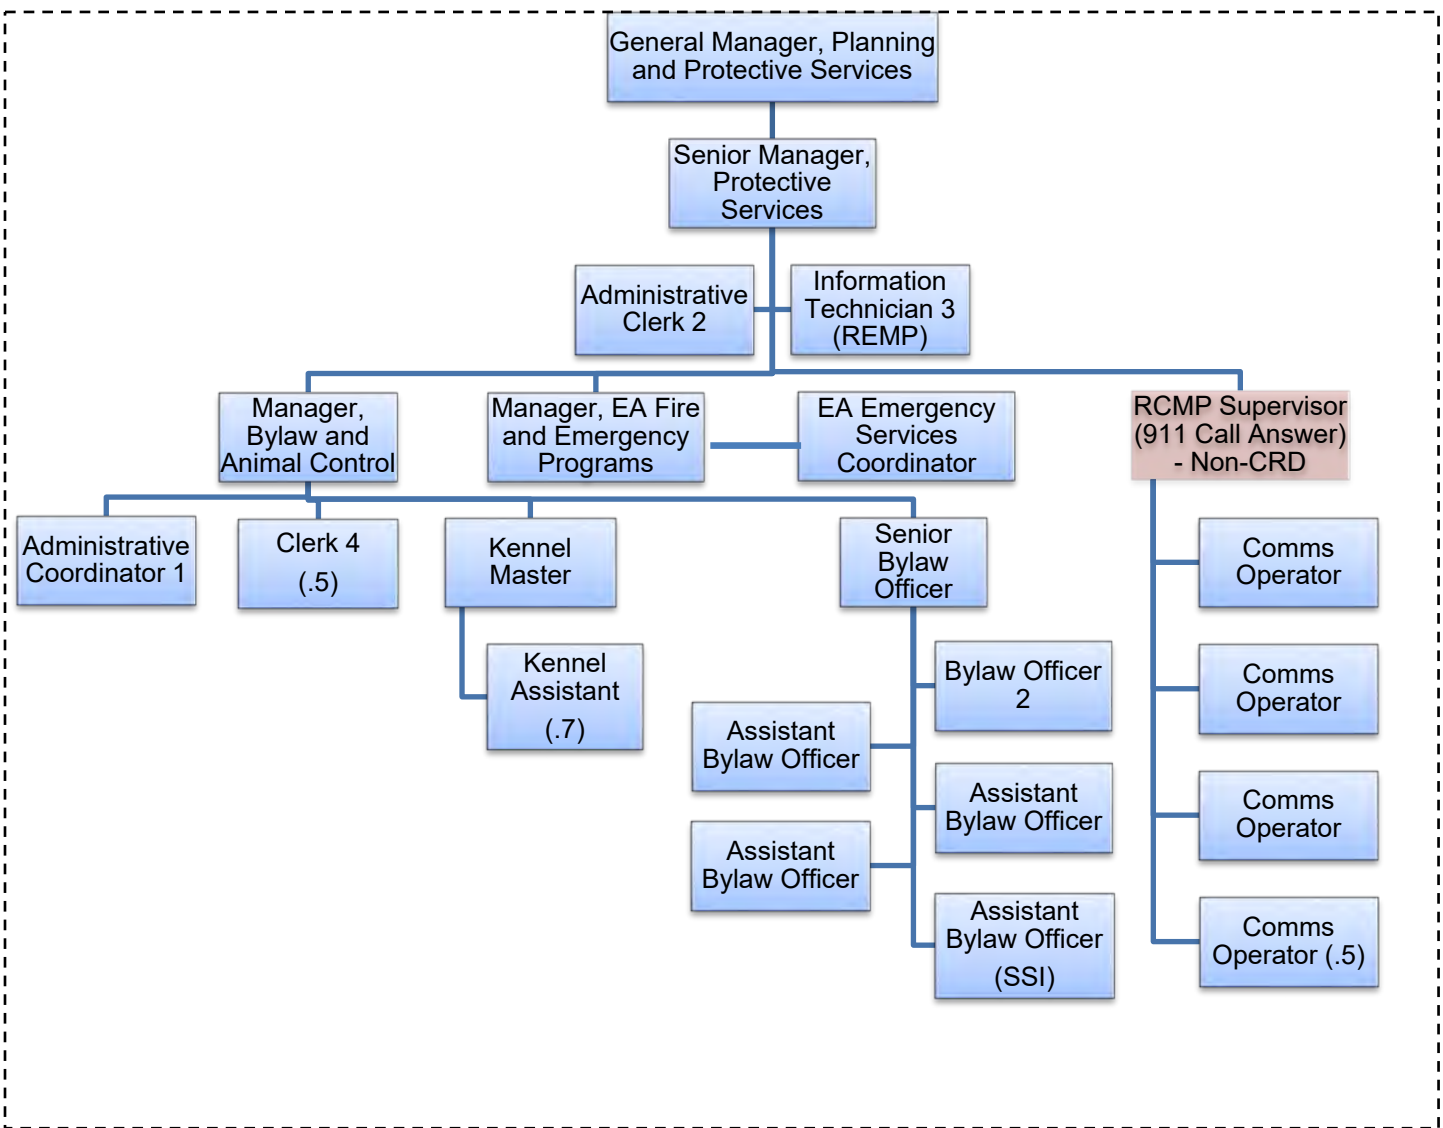 General Manager, Planning
and Protective Services
Senior Manager,
Protective
Services
Administrative
Clerk 2
Information
Technician 3
(REMP)
Manager,
Bylaw and
Animal Control
Manager, EA Fire
and Emergency
Programs
EA Emergency
Services
Coordinator
RCMP Supervisor
(911 Call Answer)
- Non-CRD
Administrative
Coordinator 1
Clerk 4
(.5)
Kennel
Master
Senior
Bylaw
Officer
Comms
Operator
Kennel
Assistant
(.7)
Bylaw Officer
2
Comms
Operator
Assistant
Bylaw Officer
Assistant
Bylaw Officer
Comms
Operator
Assistant
Bylaw Officer
Assistant
Bylaw Officer
(SSI)
Comms
Operator (.5)